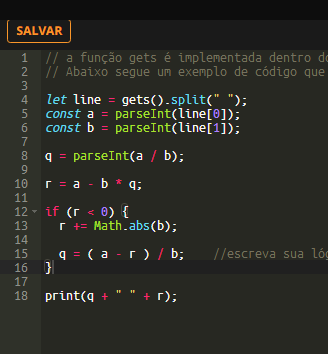 SALVAR
1 // a função gets é implementada dentro do
2 // Abaixo segue um exemplo de código que
3
4 let line = gets().split(" ");
5 const a = parseInt(line[0]);
6 const b = parseInt(line[1]);
7
8 q = parseInt(a / b);
9
10 r = a - b * q;
11
12 if (r < 0) {
13 r += Math.abs(b);
14
15 q = ( a - r ) / b; //escreva sua lóg
16 }
17
18 print(q + " " + r);